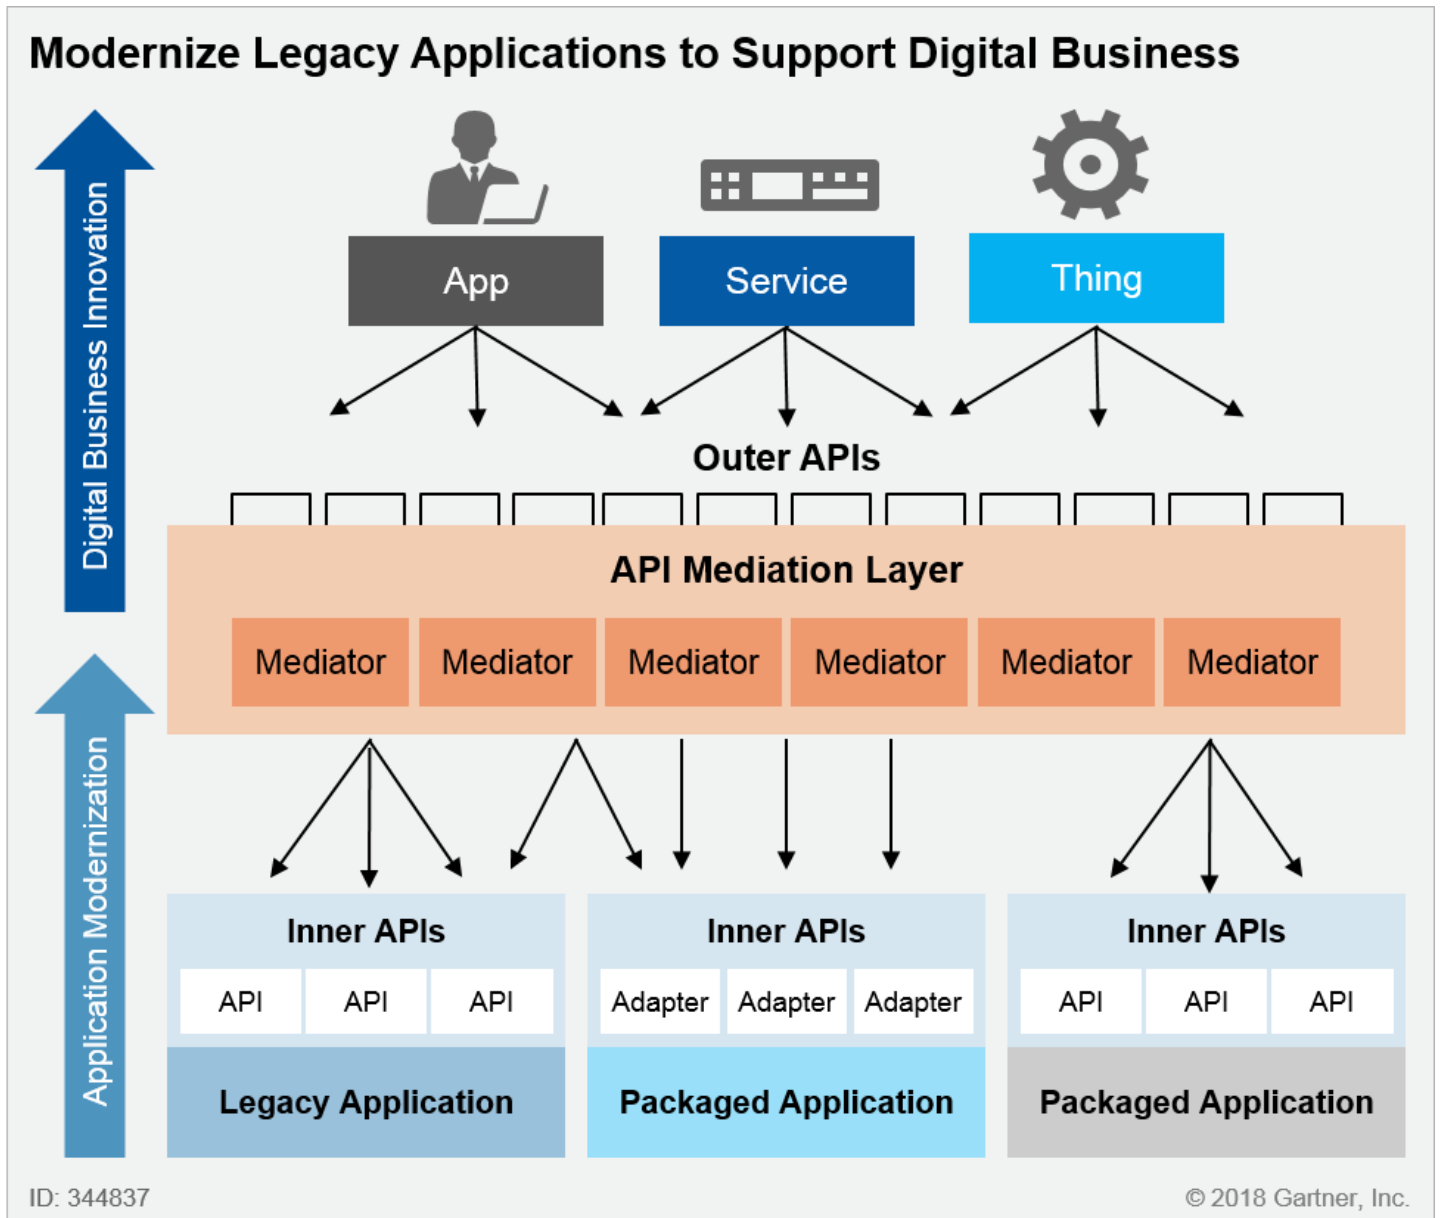 Modernize Legacy Applications to Support Digital Business
Digital Business Innovation
App
Service
Thing
Outer APIs
API Mediation Layer
Mediator
Mediator
Mediator
Mediator
Mediator
Mediator
Application Modernization
Inner APIs
API
API
API
Legacy Application
Inner APIs
Adapter
Adapter
Adapter
Packaged Application
Inner APIs
API
API
API
Packaged Application
ID: 344837
© 2018 Gartner, Inc.